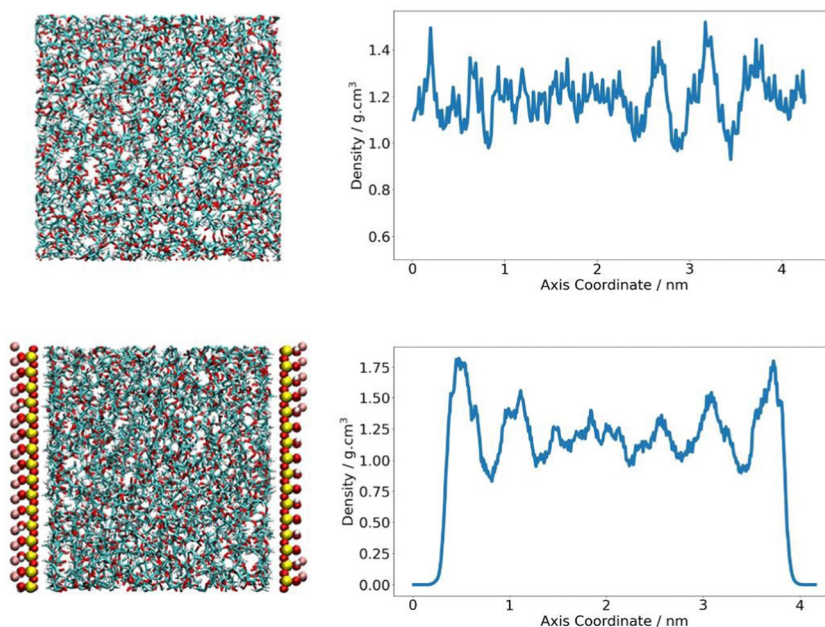 1.4
1.2
1.0
0.8
0.6
Density / g.cm³
0 1 2 3 4
Axis Coordinate / nm
1.75
1.50
1.25
1.00
0.75
0.50
0.25
0.00
Density / g.cm³
0 1 2 3 4
Axis Coordinate / nm